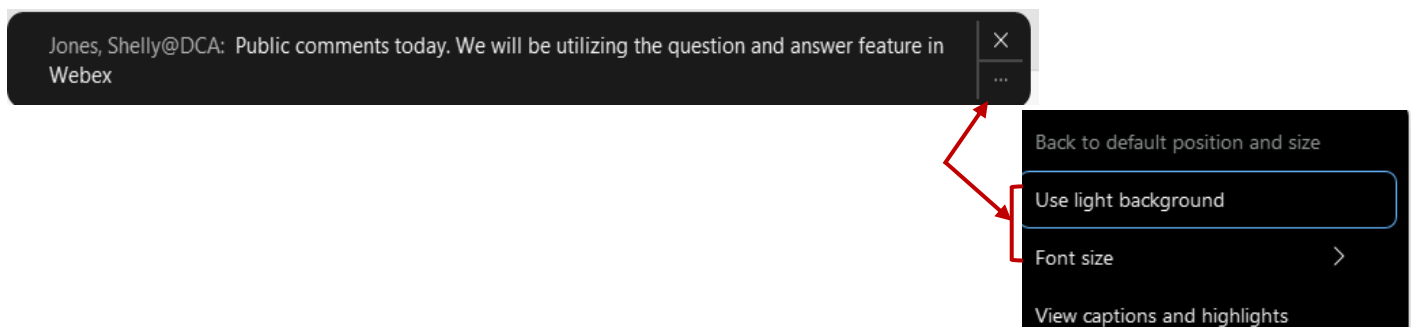 Jones, Shelly@DCA: Public comments today. We will be utilizing the question and answer feature in
Webex
...
Back to default position and size
Use light background
Font size
View captions and highlights